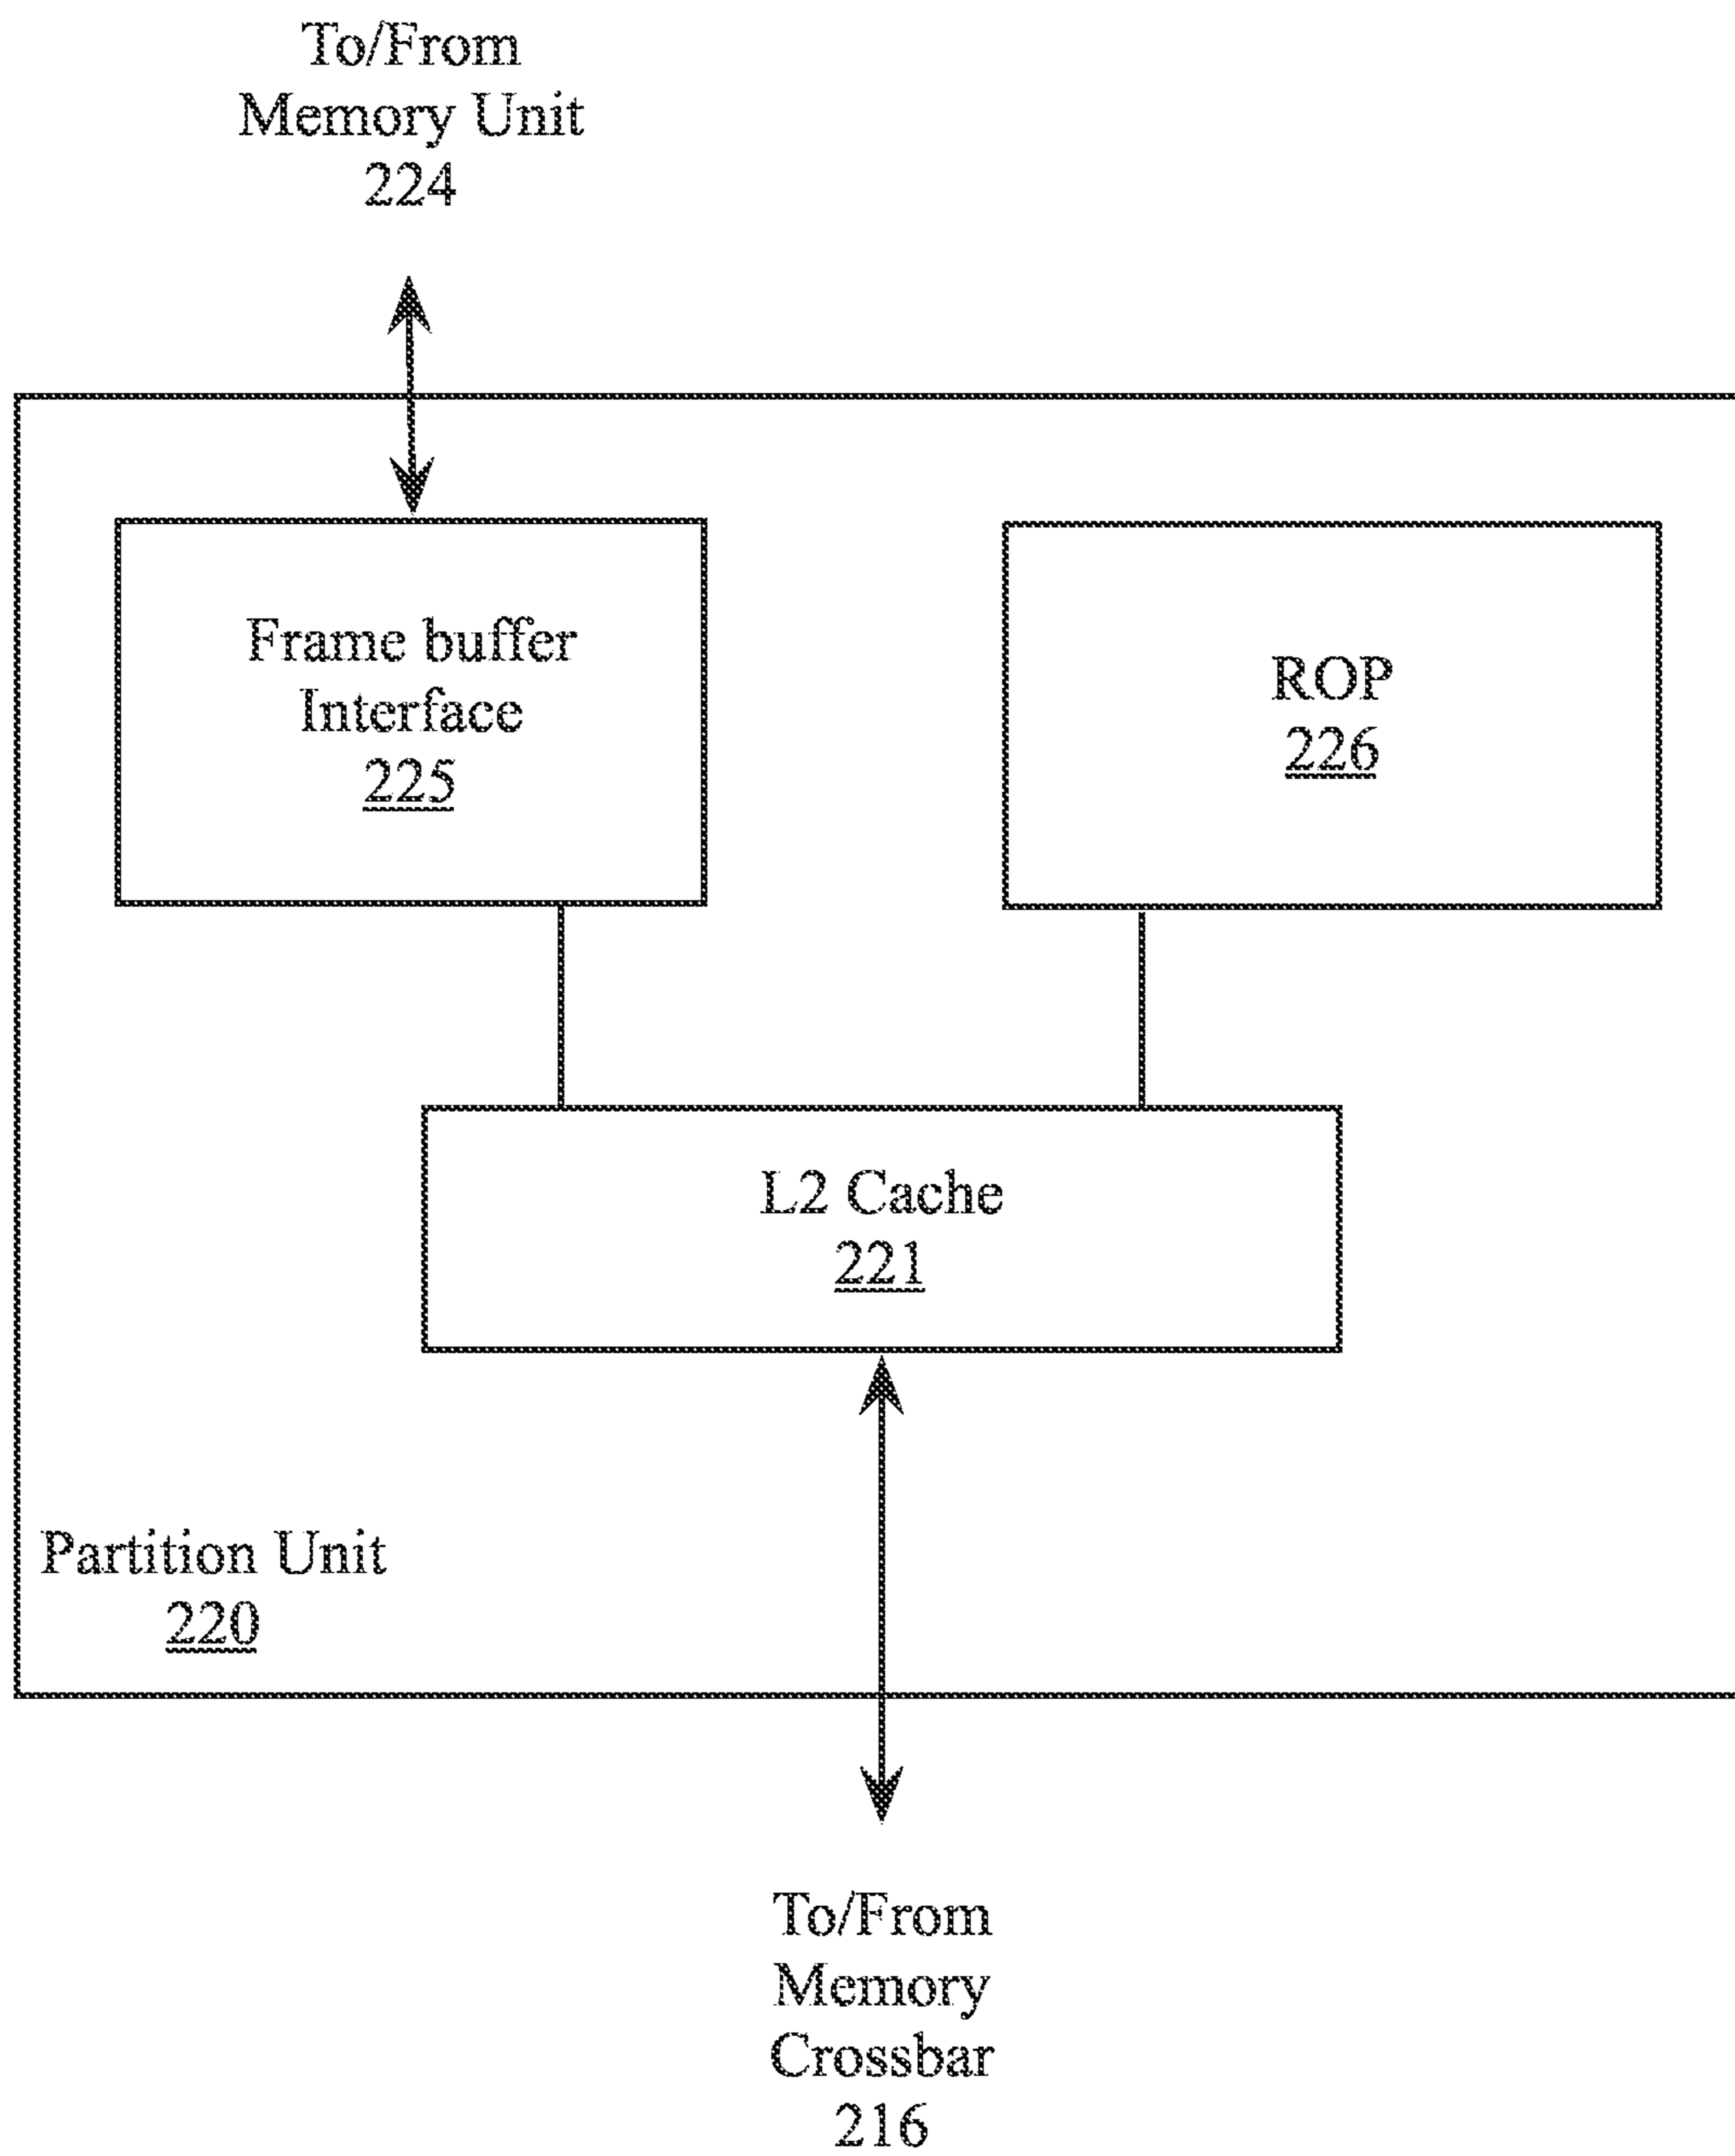 To/From
Memory Unit
224
Frame buffer
Interface
225
ROP
226
L2 Cache
221
Partition Unit
220
To/From
Memory
Crossbar
216